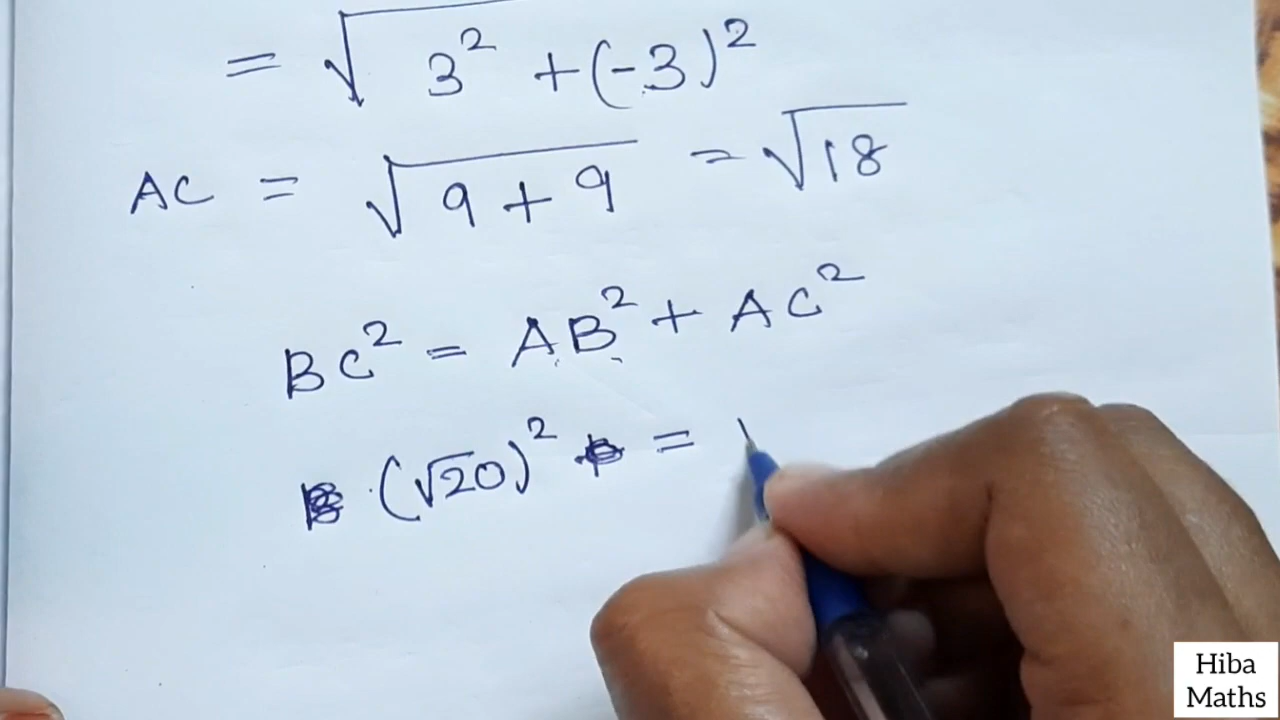 = √3² + (-3)²
AC = √9 + 9 = √18
BC² = AB² + AC²
(√20)² =
Hiba
Maths